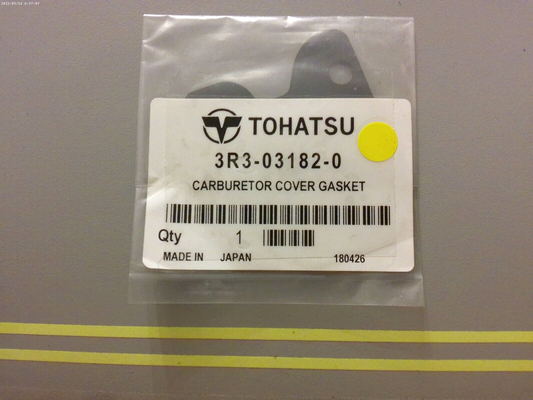 TOHATSU
3R3-03182-0
CARBURETOR COVER GASKET
Qty 1
MADE IN JAPAN 180426